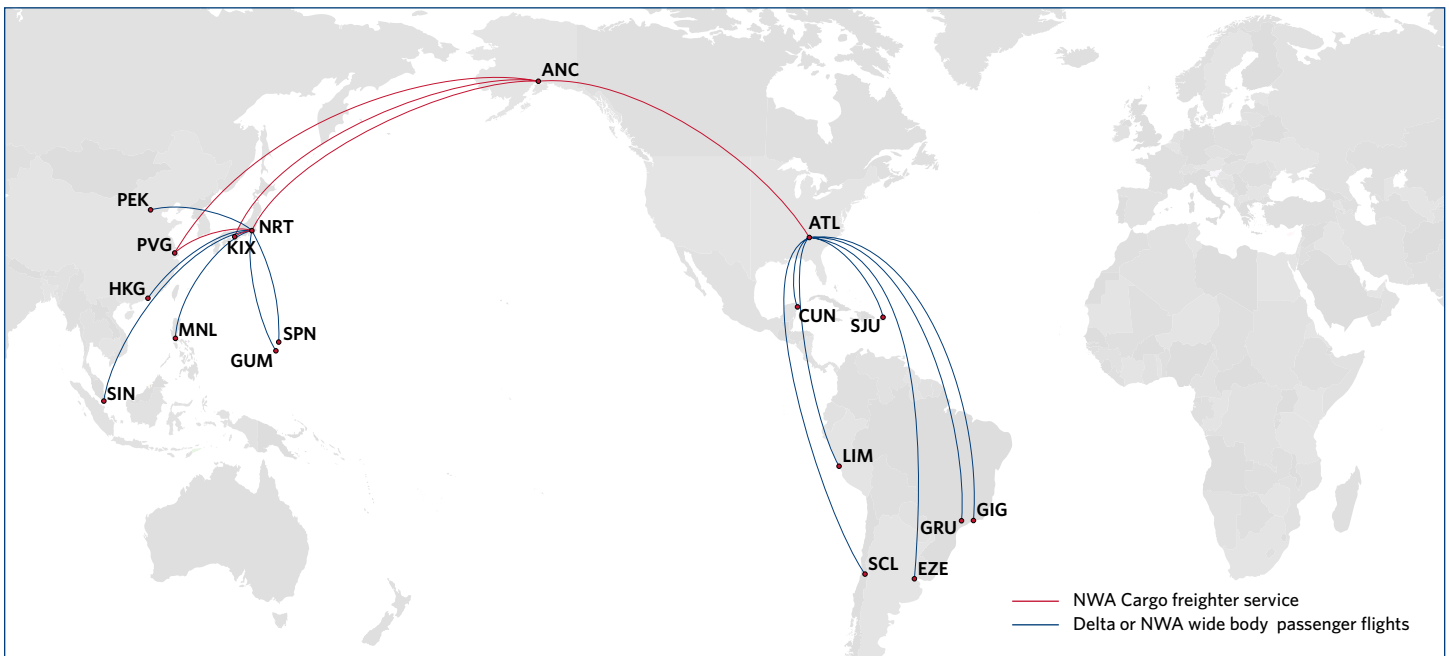 ANC
PEK
NRT
ATL
PVG
KIX
HKG
CUN
SJU
MNL
SPN
GUM
SIN
LIM
GIG
GRU
SCL
EZE
NWA Cargo freighter service
Delta or NWA wide body passenger flights